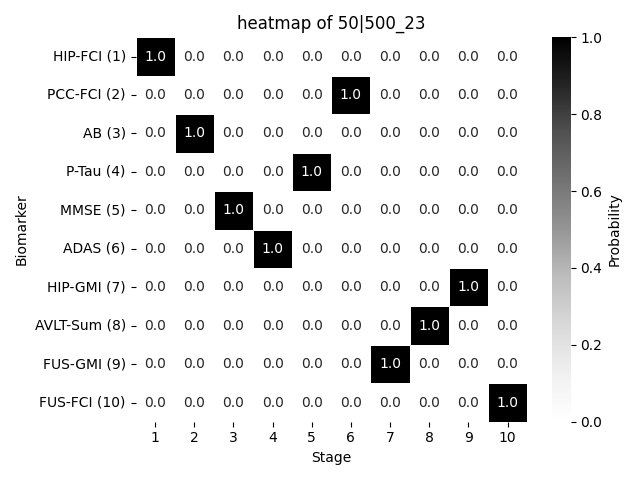 heatmap of 50|500_23
HIP-FCI (1) 1.0 0.0 0.0 0.0 0.0 0.0 0.0 0.0 0.0 0.0
PCC-FCI (2) 0.0 0.0 0.0 0.0 0.0 1.0 0.0 0.0 0.0 0.0
AB (3) 0.0 1.0 0.0 0.0 0.0 0.0 0.0 0.0 0.0 0.0
P-Tau (4) 0.0 0.0 0.0 0.0 1.0 0.0 0.0 0.0 0.0 0.0
MMSE (5) 0.0 0.0 1.0 0.0 0.0 0.0 0.0 0.0 0.0 0.0
ADAS (6) 0.0 0.0 0.0 1.0 0.0 0.0 0.0 0.0 0.0 0.0
HIP-GMI (7) 0.0 0.0 0.0 0.0 0.0 0.0 0.0 0.0 1.0 0.0
AVLT-Sum (8) 0.0 0.0 0.0 0.0 0.0 0.0 0.0 1.0 0.0 0.0
FUS-GMI (9) 0.0 0.0 0.0 0.0 0.0 0.0 1.0 0.0 0.0 0.0
FUS-FCI (10) 0.0 0.0 0.0 0.0 0.0 0.0 0.0 0.0 0.0 1.0
1 2 3 4 5 6 7 8 9 10
Stage
Biomarker
1.0
0.8
0.6
0.4
0.2
0.0
Probability